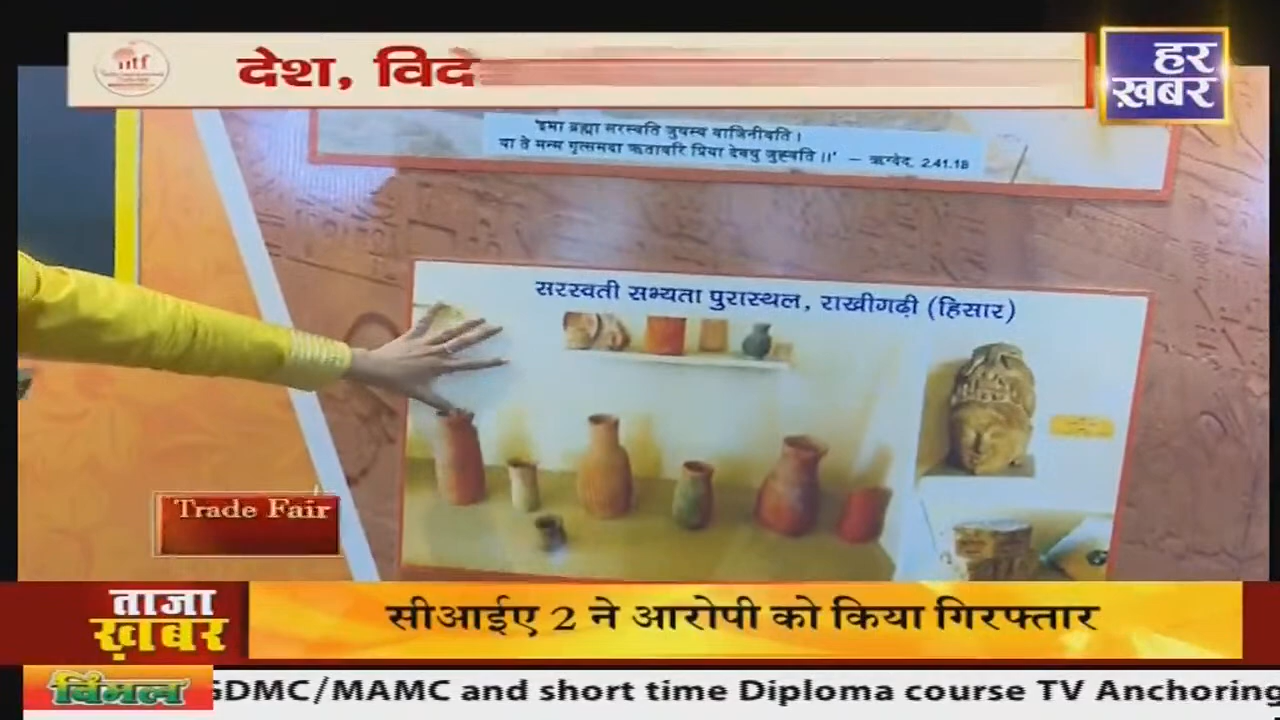 देश, विदे
हर
ख़बर
'इमा ब्रह्मा सरस्वति जुषस्व वाजिनीवति।
या ते मन्म गृत्समदा ऋतावरि प्रिया देवेषु जुह्वति।।' – ऋग्वेद, 2.41.18
सरस्वती सभ्यता पुरास्थल, राखीगढ़ी (हिसार)
Trade Fair
ताजा
ख़बर
सीआईए 2 ने आरोपी को किया गिरफ्तार
विमल
GDMC/MAMC and short time Diploma course TV Anchoring